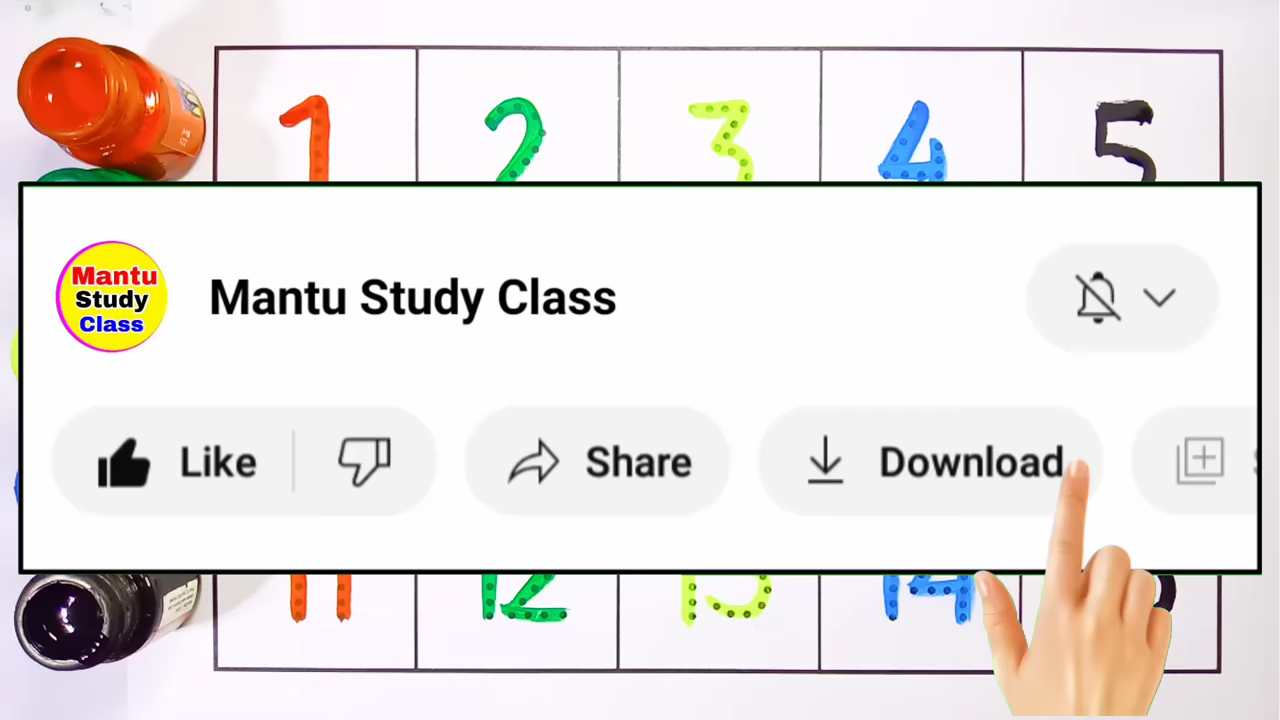 1 2 3 4 5
Mantu
Study
Class
Mantu Study Class
Like Share Download
11 12 13 14